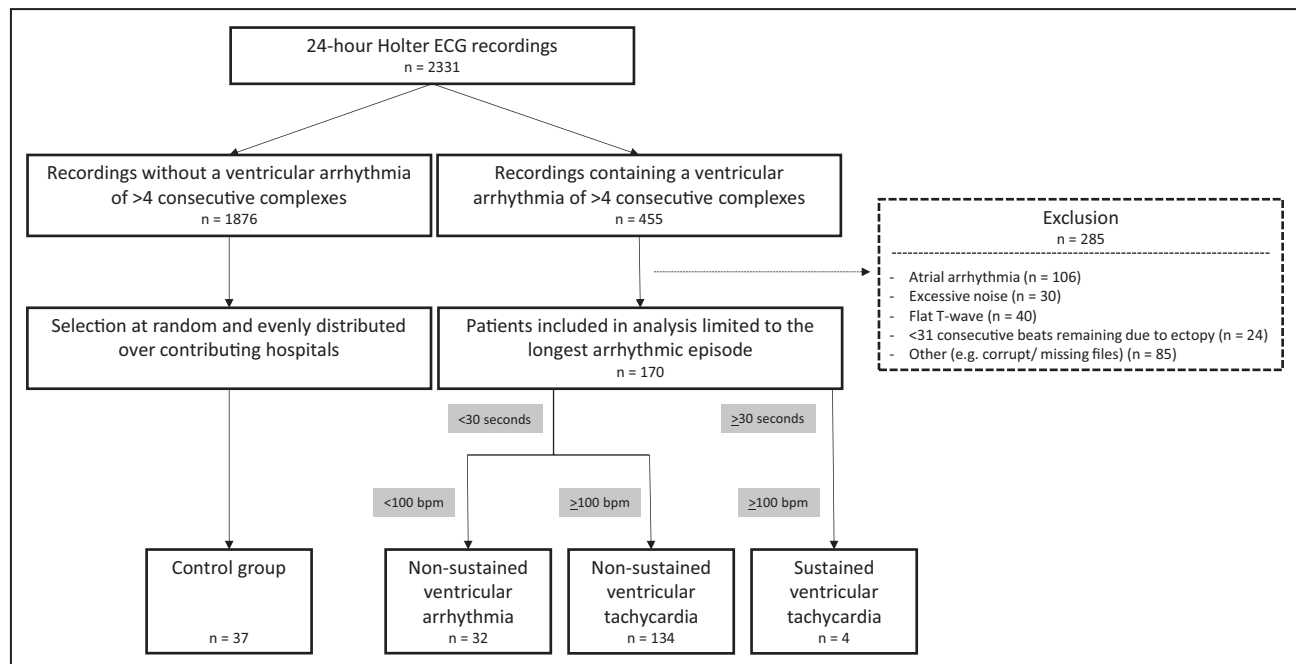 24-hour Holter ECG recordings
n = 2331
Recordings without a ventricular arrhythmia
of >4 consecutive complexes
n = 1876
Recordings containing a ventricular
arrhythmia of >4 consecutive complexes
n = 455
Exclusion
n = 285
- Atrial arrhythmia (n = 106)
- Excessive noise (n = 30)
- Flat T-wave (n = 40)
- <31 consecutive beats remaining due to ectopy (n = 24)
- Other (e.g. corrupt/ missing files) (n = 85)
Selection at random and evenly distributed
over contributing hospitals
Patients included in analysis limited to the
longest arrhythmic episode
n = 170
<30 seconds
≥30 seconds
<100 bpm
≥100 bpm
≥100 bpm
Control group
n = 37
Non-sustained
ventricular
arrhythmia
n = 32
Non-sustained
ventricular
tachycardia
n = 134
Sustained
ventricular
tachycardia
n = 4